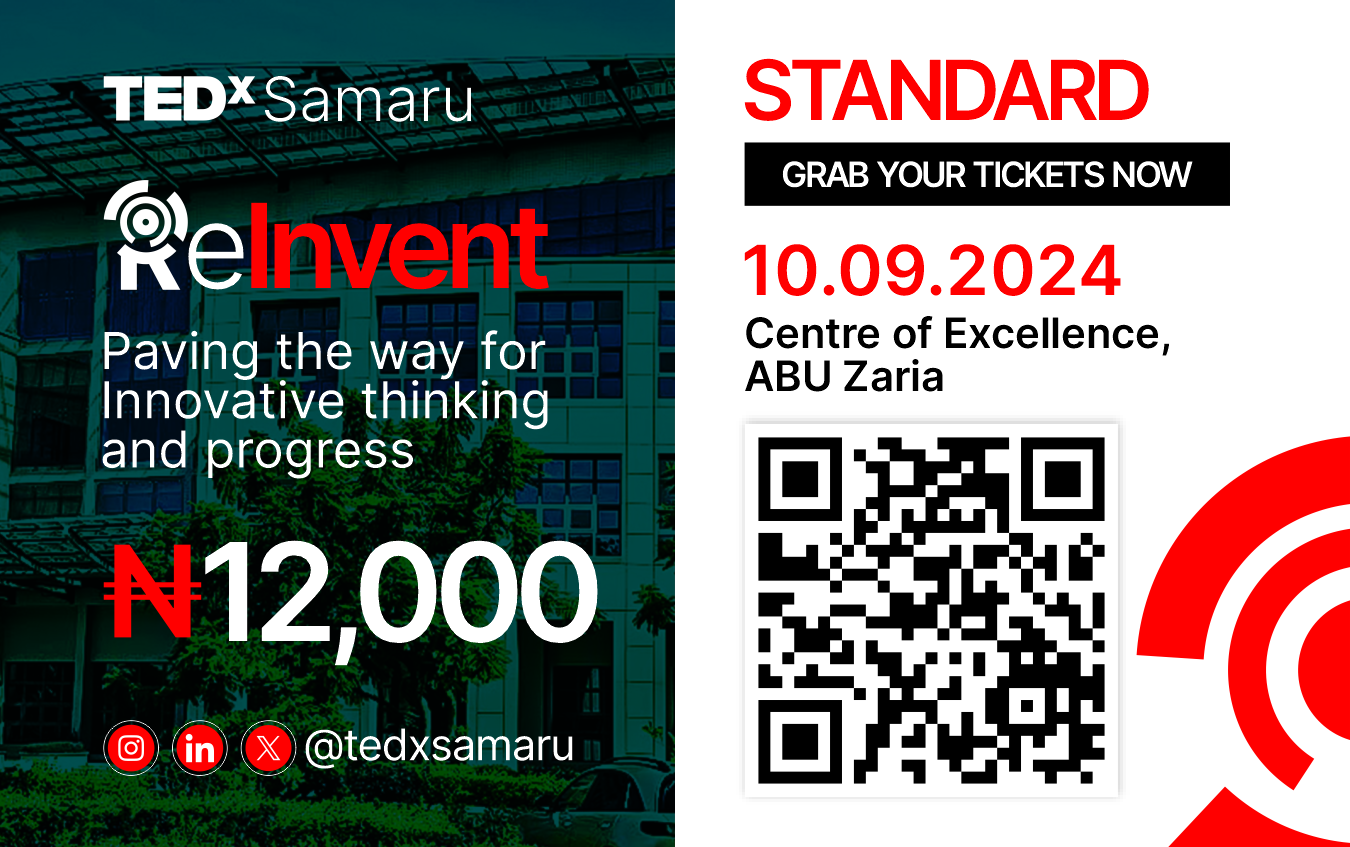 TEDx Samaru
ReInvent
Paving the way for
Innovative thinking
and progress
₦12,000
@tedxsamaru
STANDARD
GRAB YOUR TICKETS NOW
10.09.2024
Centre of Excellence,
ABU Zaria